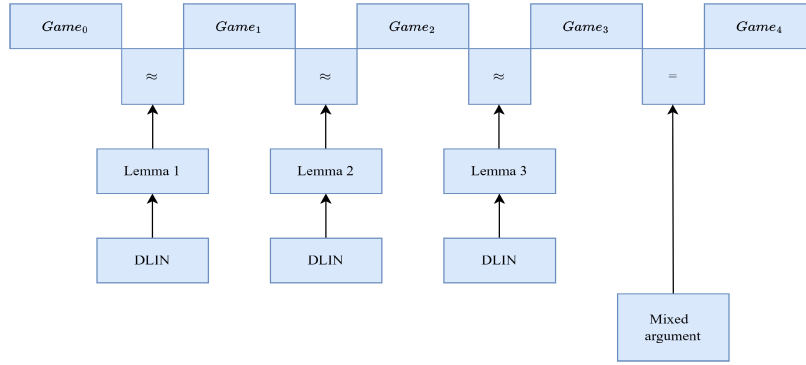 Game₀ Game₁ Game₂ Game₃ Game₄
≈ ≈ ≈ =
Lemma 1 Lemma 2 Lemma 3
DLIN DLIN DLIN
Mixed
argument